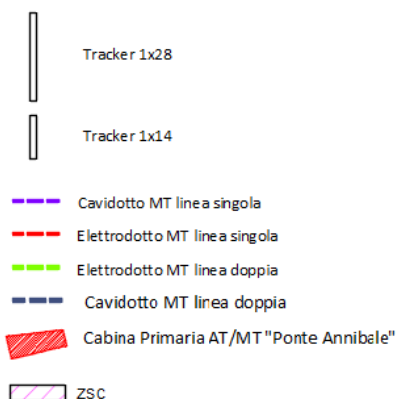 Tracker 1x28
Tracker 1x14
Cavidotto MT linea singola
Elettrodotto MT linea singola
Elettrodotto MT linea doppia
Cavidotto MT linea doppia
Cabina Primaria AT/MT "Ponte Annibale"
ZSC